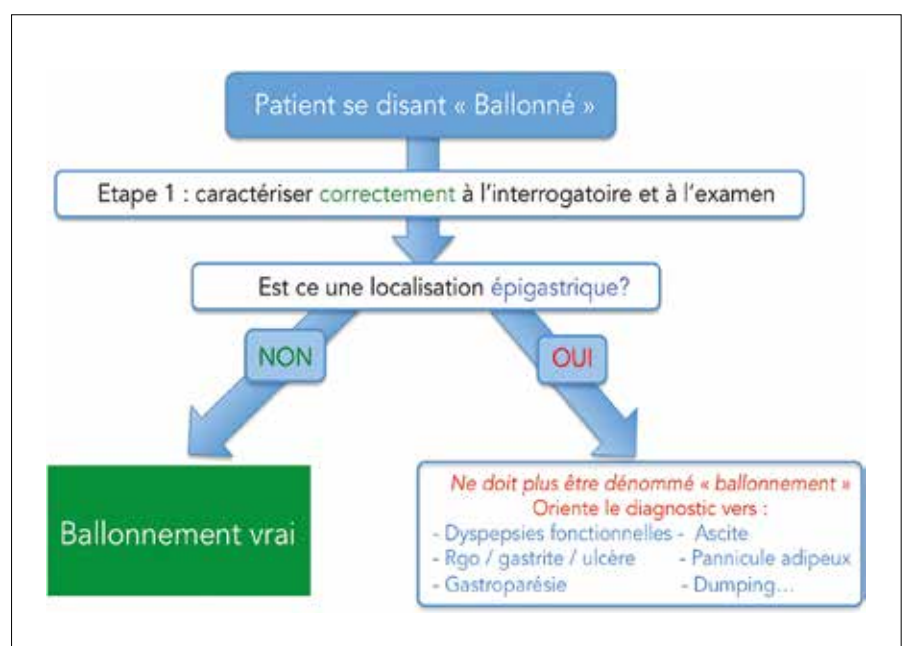 Patient se disant « Ballonné »
Etape 1 : caractériser correctement à l'interrogatoire et à l'examen
Est ce une localisation épigastrique?
NON
OUI
Ballonnement vrai
Ne doit plus être dénommé « ballonnement »
Oriente le diagnostic vers :
- Dyspepsies fonctionnelles - Ascite
- Rgo / gastrite / ulcère - Pannicule adipeux
- Gastroparésie - Dumping...